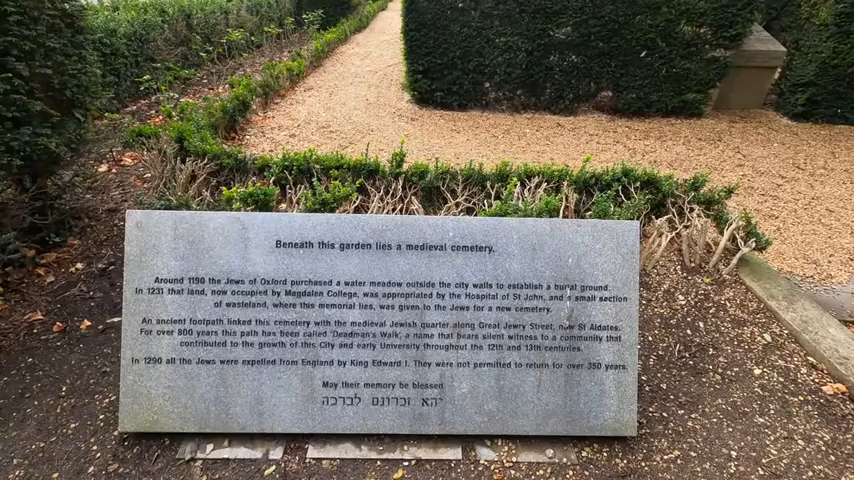 Beneath this garden lies a medieval cemetery.
Around 1190 the Jews of Oxford purchased a water meadow outside the city walls to establish a burial ground.
In 1231 that land, now occupied by Magdalen College, was appropriated by the Hospital of St John, and a small section
of wasteland, where this memorial lies, was given to the Jews for a new cemetery.
An ancient footpath linked this cemetery with the medieval Jewish quarter along Great Jewry Street, now St Aldates.
For over 800 years this path has been called 'Deadman's Walk', a name that bears silent witness to a community that
contributed to the growth of this City and early University throughout the 12th and 13th centuries.
In 1290 all the Jews were expelled from England by King Edward I. They were not permitted to return for over 350 years.
May their memory be blessed
יהא זכרונם לברכה